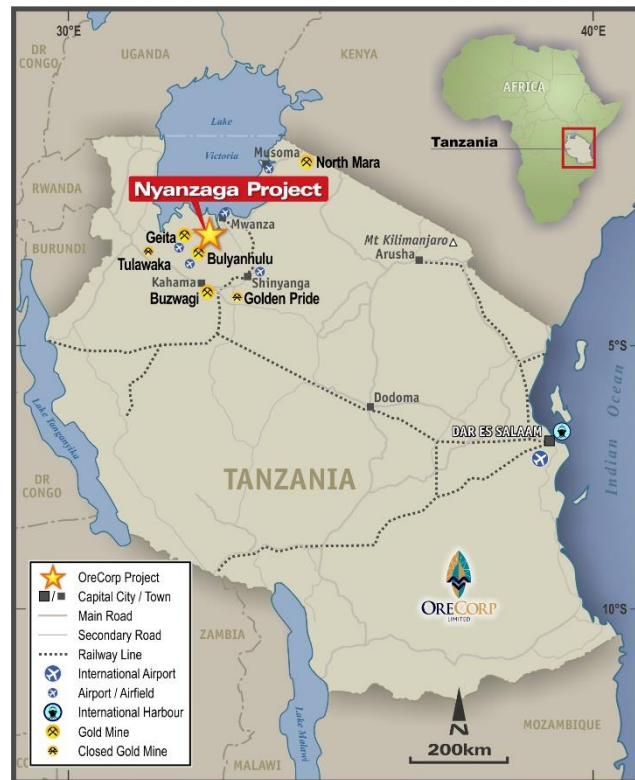 30°E
40°E
DR
CONGO
UGANDA
KENYA
AFRICA
Tanzania
Lake
Victoria
Musoma
North Mara
RWANDA
Nyanzaga Project
Mwanza
BURUNDI
Geita
Bulyanhulu
Tulawaka
Mt Kilimanjaro
Arusha
Kahama
Shinyanga
Buzwagi
Golden Pride
5°S
Lake Tanganyika
Dodoma
DAR ES SALAAM
Indian Ocean
TANZANIA
DR
CONGO
OreCorp Project
Capital City / Town
Main Road
Secondary Road
Railway Line
International Airport
Airport / Airfield
International Harbour
Gold Mine
Closed Gold Mine
ORECORP
LIMITED
10°S
ZAMBIA
Lake Malawi
N
200km
MOZAMBIQUE
CO
MALAWI